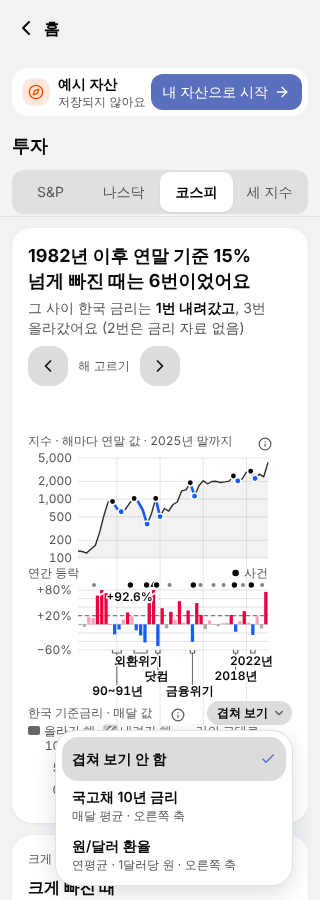 홈
예시 자산
저장되지 않아요
내 자산으로 시작
투자
S&P 나스닥 코스피 세 지수
1982년 이후 연말 기준 15%
넘게 빠진 때는 6번이었어요
그 사이 한국 금리는 1번 내려갔고, 3번
올라갔어요 (2번은 금리 자료 없음)
해 고르기
지수 · 해마다 연말 값 · 2025년 말까지
5,000
2,000
1,000
500
200
100
연간 등락 사건
+80%
+92.6%
+20%
−60%
외환위기 2022년
닷컴 2018년
90~91년 금융위기
한국 기준금리 · 매달 값 겹쳐 보기
겹쳐 보기 안 함
국고채 10년 금리
매달 평균 · 오른쪽 축
원/달러 환율
연평균 · 1달러당 원 · 오른쪽 축
크게
크게 빠진 때